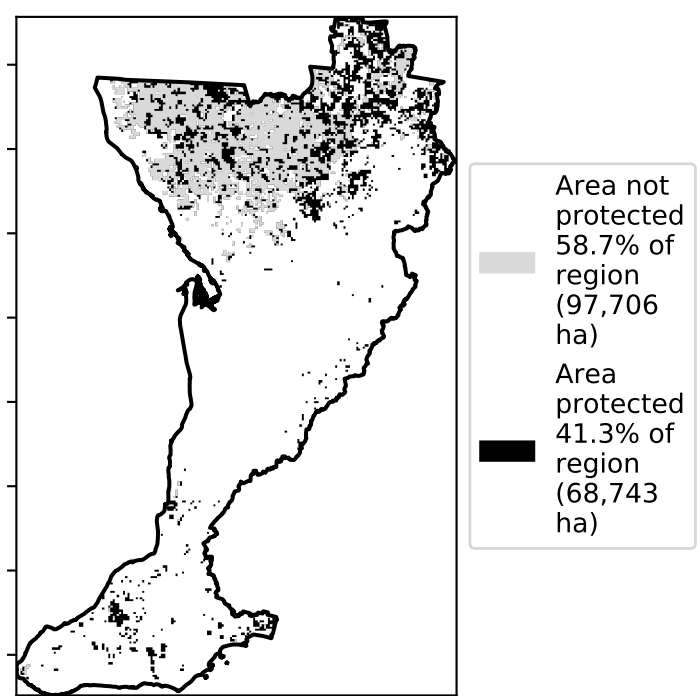 Area not
protected
58.7% of
region
(97,706
ha)
Area
protected
41.3% of
region
(68,743
ha)